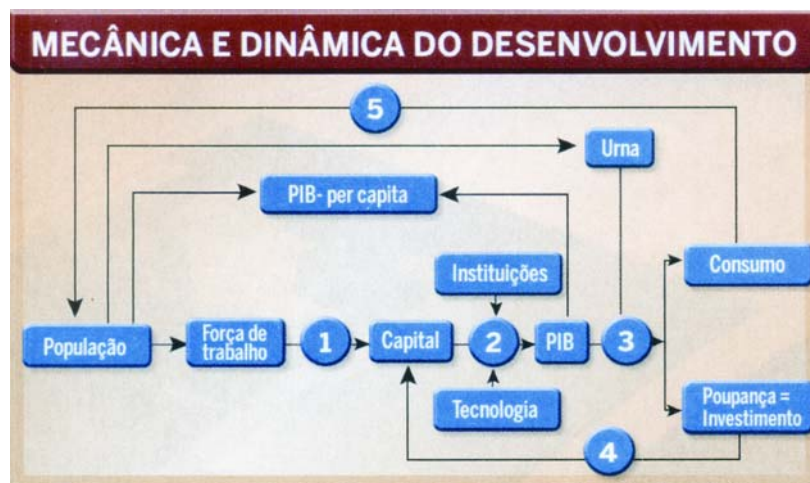 MECÂNICA E DINÂMICA DO DESENVOLVIMENTO
5
Urna
PIB- per capita
Instituições
Consumo
População
Força de
trabalho
1
Capital
2
PIB
3
Tecnologia
Poupança =
Investimento
4